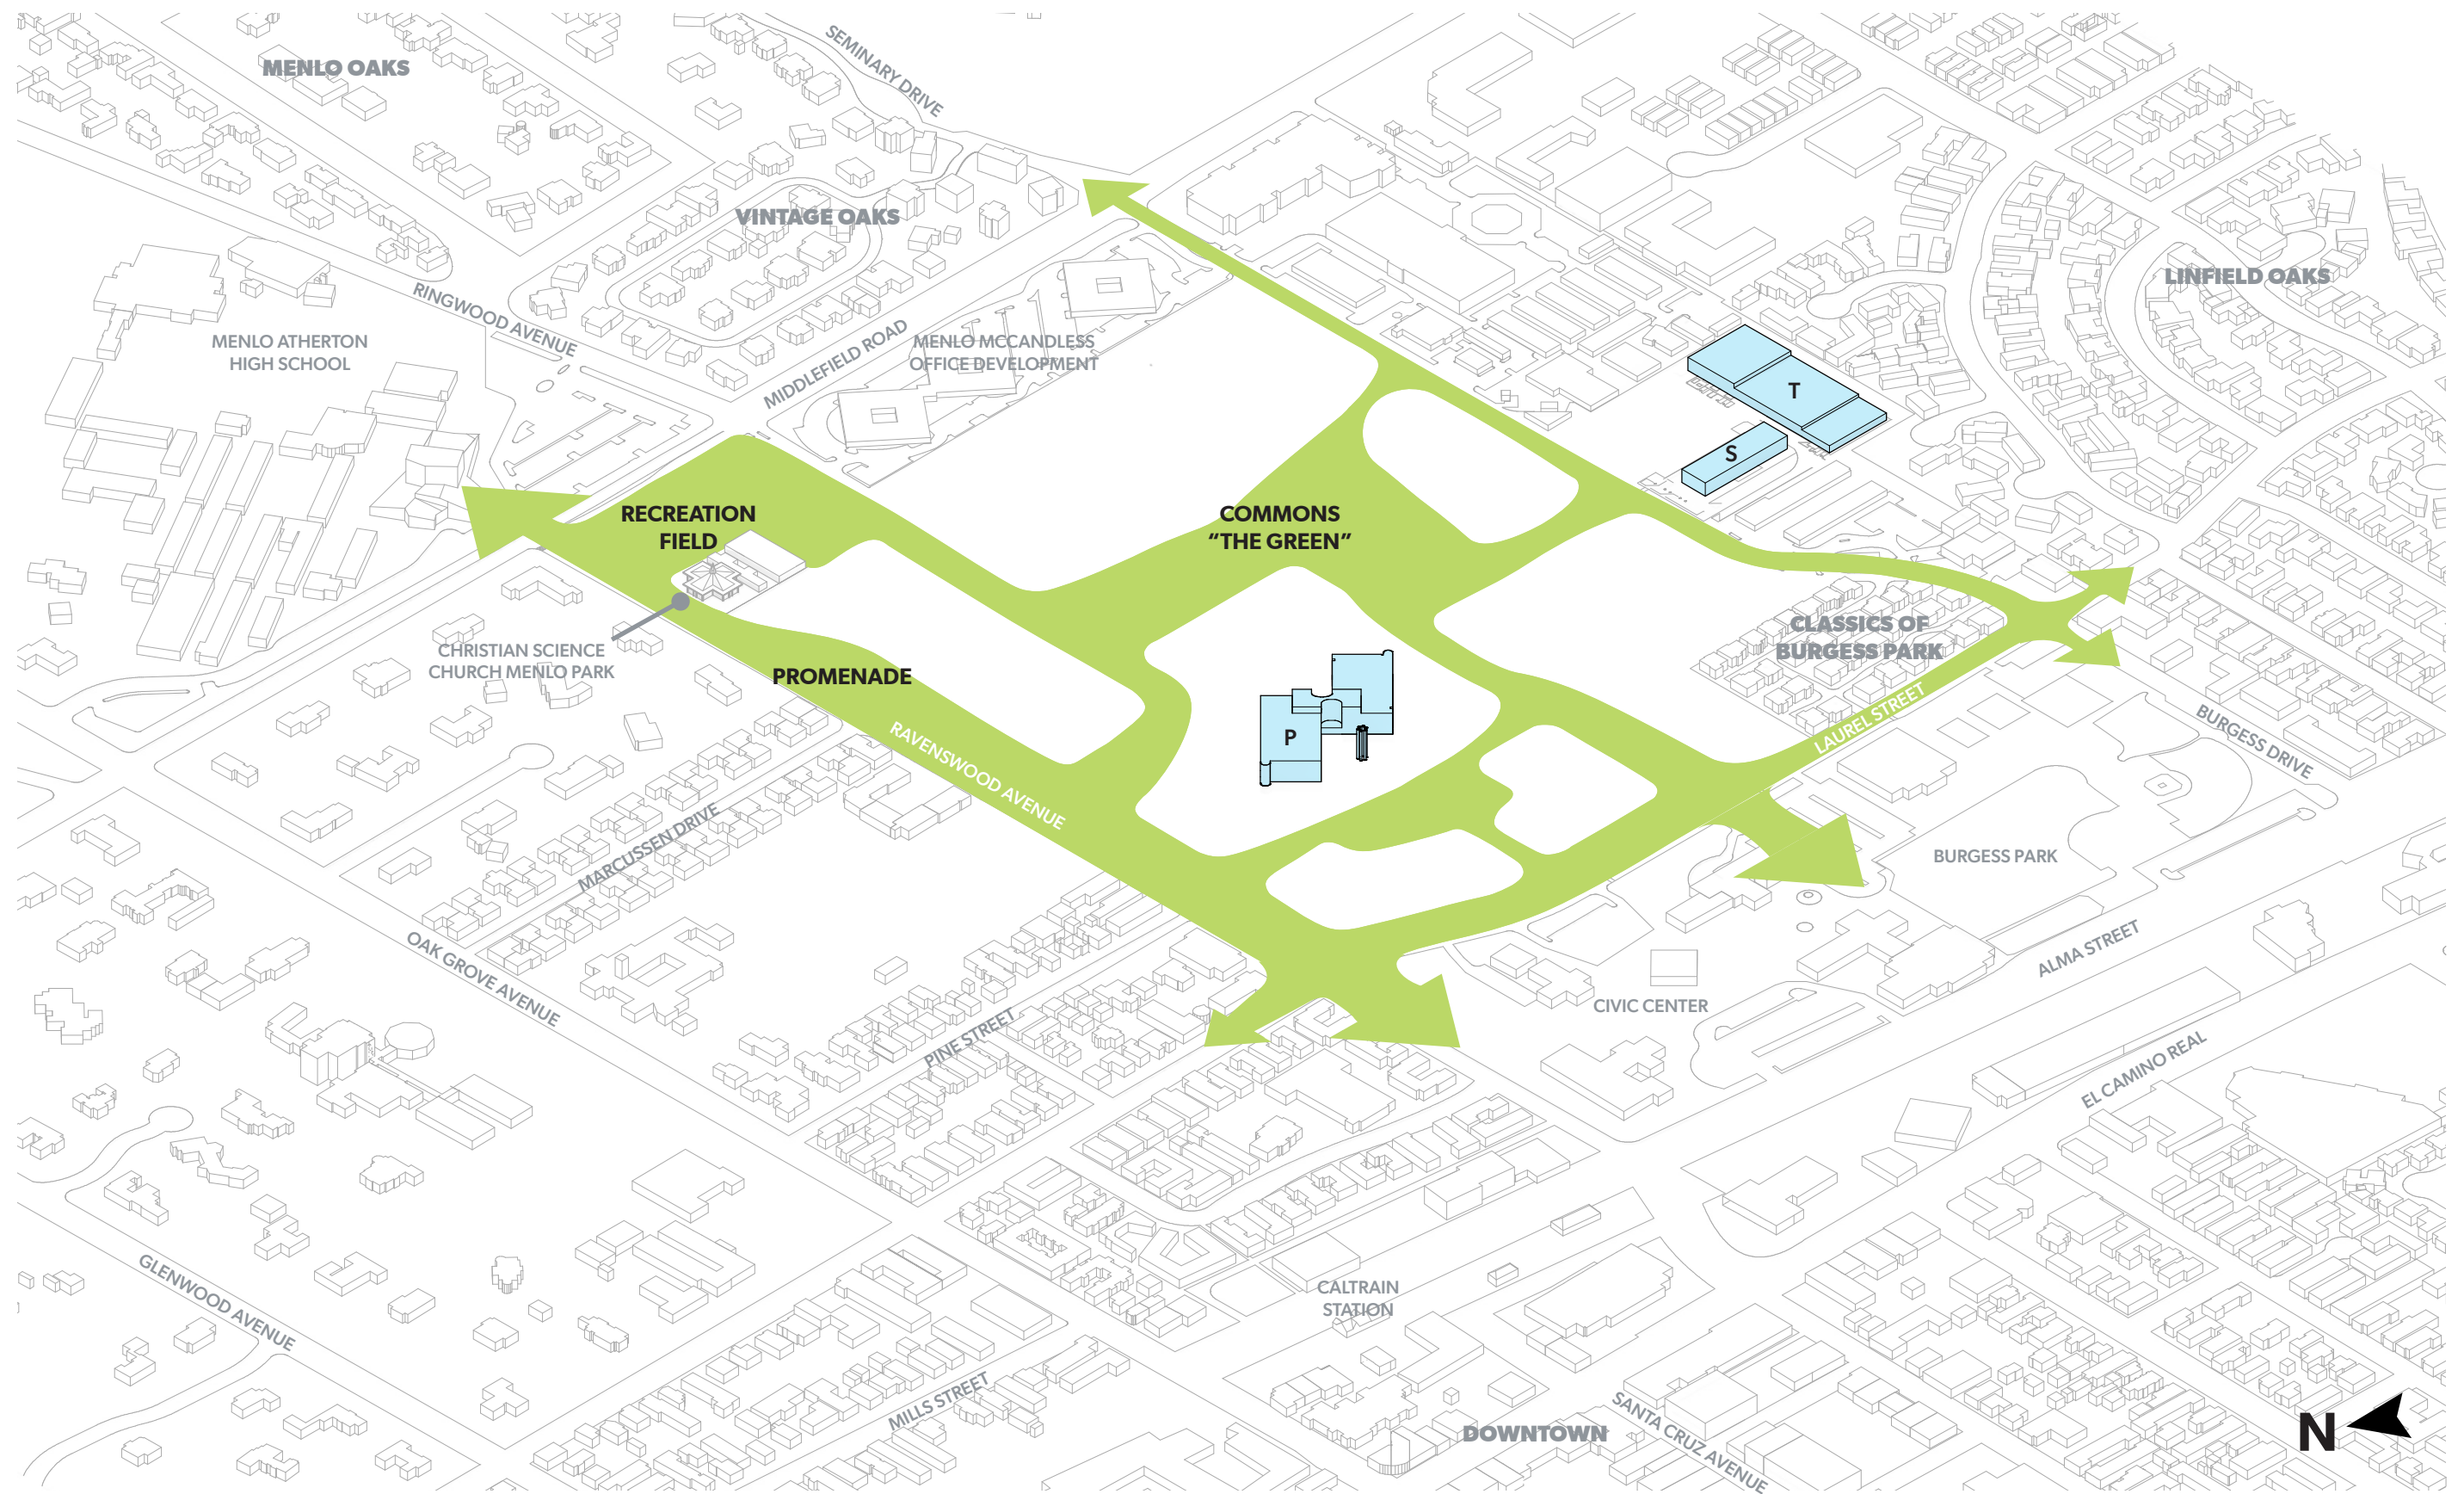 SEMINARY DRIVE
MENLO OAKS
VINTAGE OAKS
LINFIELD OAKS
RINGWOOD AVENUE
MENLO ATHERTON
HIGH SCHOOL
MIDDLEFIELD ROAD
MENLO MCCANDLESS
OFFICE DEVELOPMENT
T
S
RECREATION
FIELD
COMMONS
“THE GREEN”
CHRISTIAN SCIENCE
CHURCH MENLO PARK
CLASSICS OF
BURGESS PARK
PROMENADE
RAVENSWOOD AVENUE
P
LAUREL STREET
BURGESS DRIVE
MARCUSSEN DRIVE
BURGESS PARK
OAK GROVE AVENUE
ALMA STREET
CIVIC CENTER
PINE STREET
EL CAMINO REAL
GLENWOOD AVENUE
CALTRAIN
STATION
MILLS STREET
DOWNTOWN
SANTA CRUZ AVENUE
N